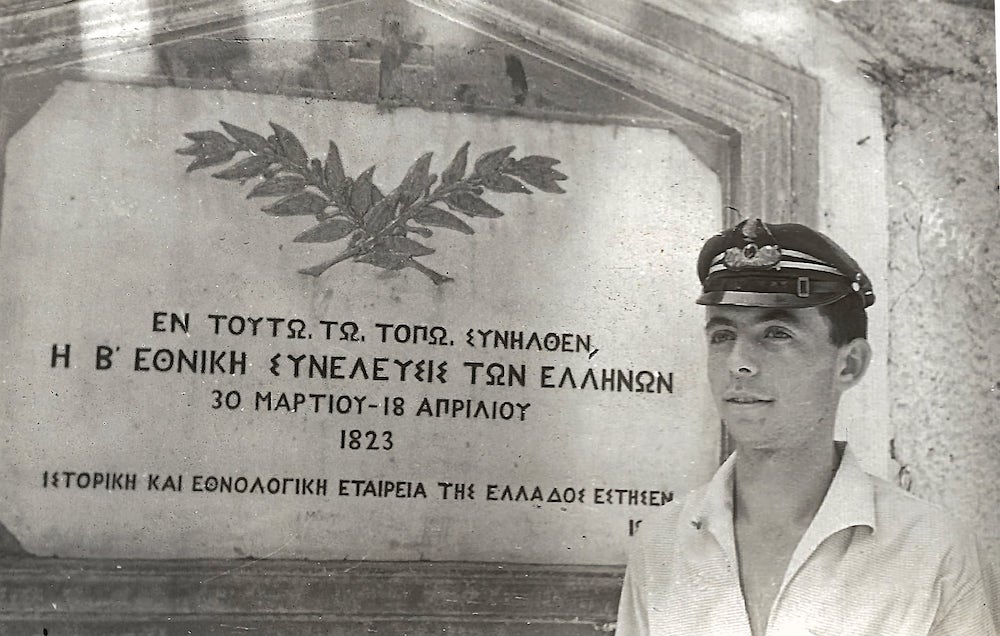 ΕΝ ΤΟΥΤΩ. ΤΩ. ΤΟΠΩ. ΣΥΝΗΛΘΕΝ,
Η Β' ΕΘΝΙΚΗ ΣΥΝΕΛΕΥΣΙΣ ΤΩΝ ΕΛΛΗΝΩΝ
30 ΜΑΡΤΙΟΥ-18 ΑΠΡΙΛΙΟΥ
1823
ΙΣΤΟΡΙΚΗ ΚΑΙ ΕΘΝΟΛΟΓΙΚΗ ΕΤΑΙΡΕΙΑ ΤΗΣ ΕΛΛΑΔΟΣ ΕΣΤΗΣΕΝ